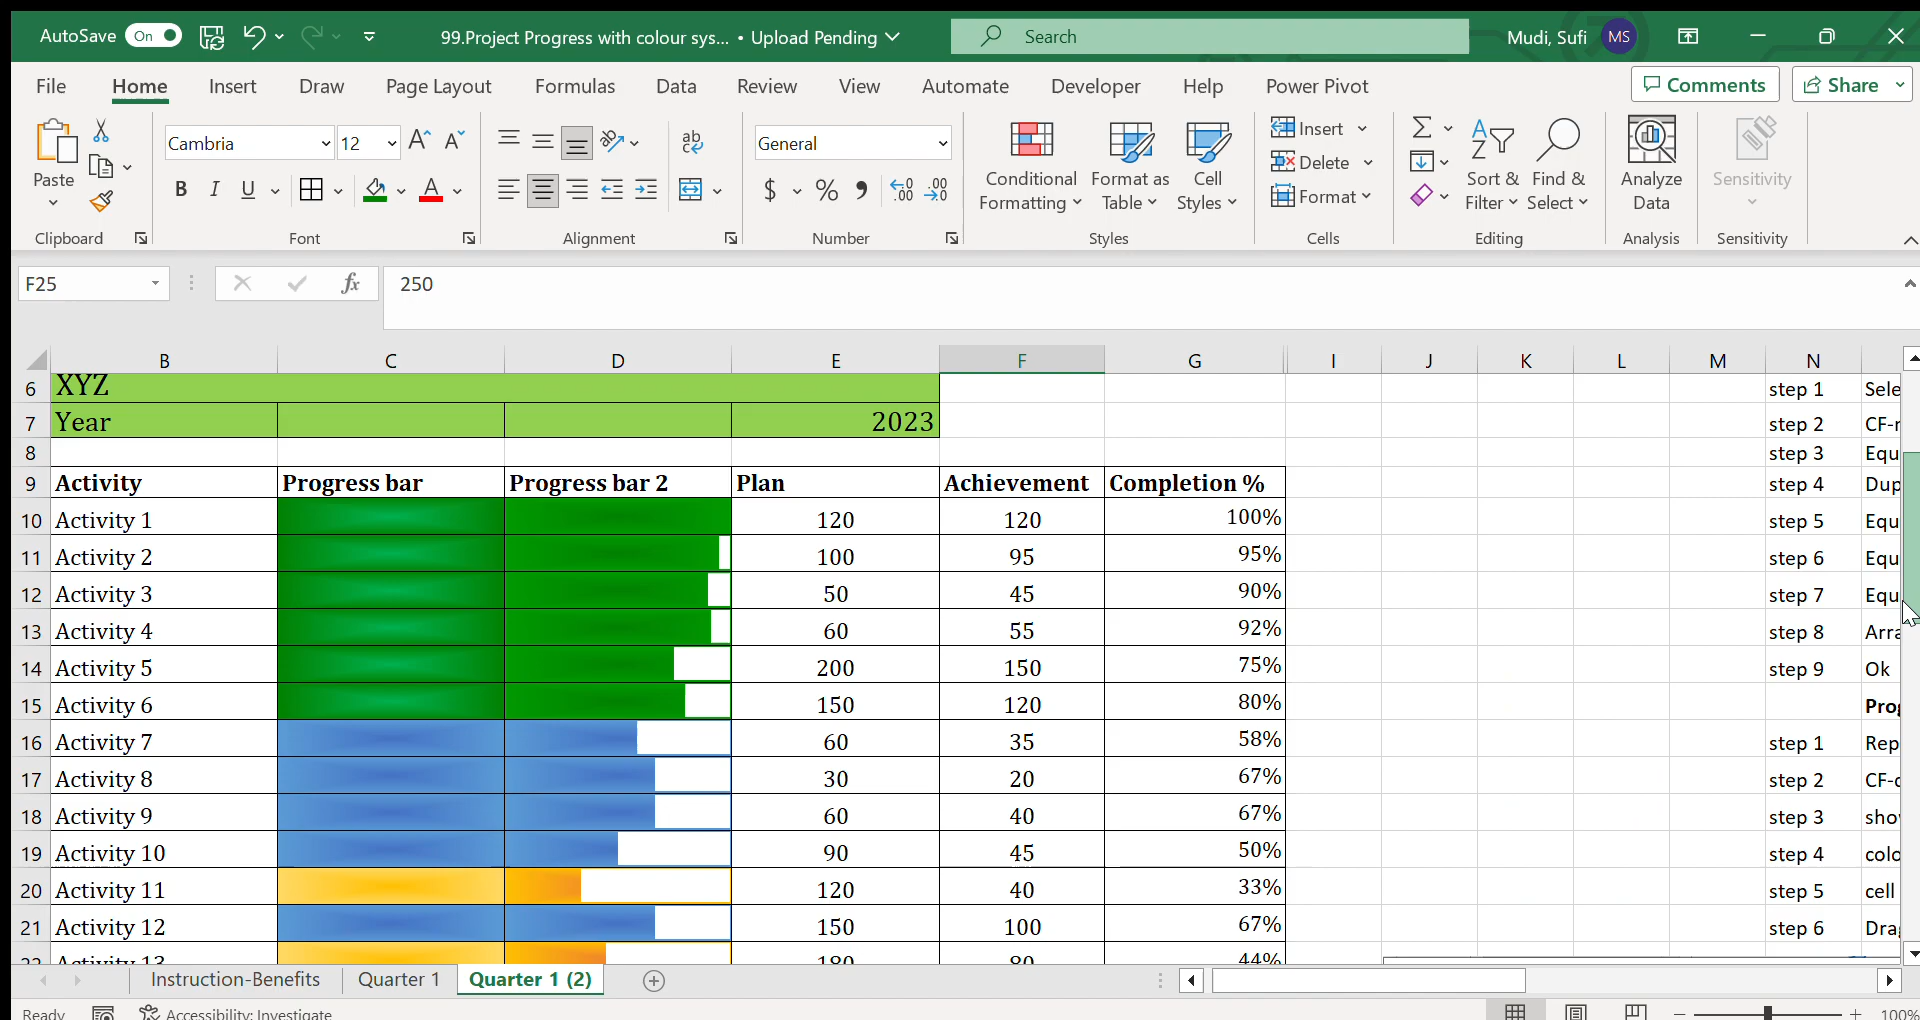 AutoSave On 99.Project Progress with colour sys... • Upload Pending Search Mudi, Sufi MS
File Home Insert Draw Page Layout Formulas Data Review View Automate Developer Help Power Pivot Comments Share
Paste Cambria 12 ab General
B I U A $ % Conditional Formatting Format as Table Cell Styles
Insert
Delete
Format
Sort & Filter Find & Select Analyze Data Sensitivity
Clipboard Font Alignment Number Styles Cells Editing Analysis Sensitivity
F25 fx 250
B C D E F G I J K L M N
6 XYZ step 1 Sele
7 Year 2023 step 2 CF-r
8 step 3 Equ
9 Activity Progress bar Progress bar 2 Plan Achievement Completion % step 4 Dup
10 Activity 1 120 120 100% step 5 Equ
11 Activity 2 100 95 95% step 6 Equ
12 Activity 3 50 45 90% step 7 Equ
13 Activity 4 60 55 92% step 8 Arra
14 Activity 5 200 150 75% step 9 Ok
15 Activity 6 150 120 80% Prog
16 Activity 7 60 35 58% step 1 Rep
17 Activity 8 30 20 67% step 2 CF-c
18 Activity 9 60 40 67% step 3 sho
19 Activity 10 90 45 50% step 4 colo
20 Activity 11 120 40 33% step 5 cell
21 Activity 12 150 100 67% step 6 Drag
22 Activity 13 180 80 44%
Instruction-Benefits Quarter 1 Quarter 1 (2)
Ready Accessibility: Investigate 100%